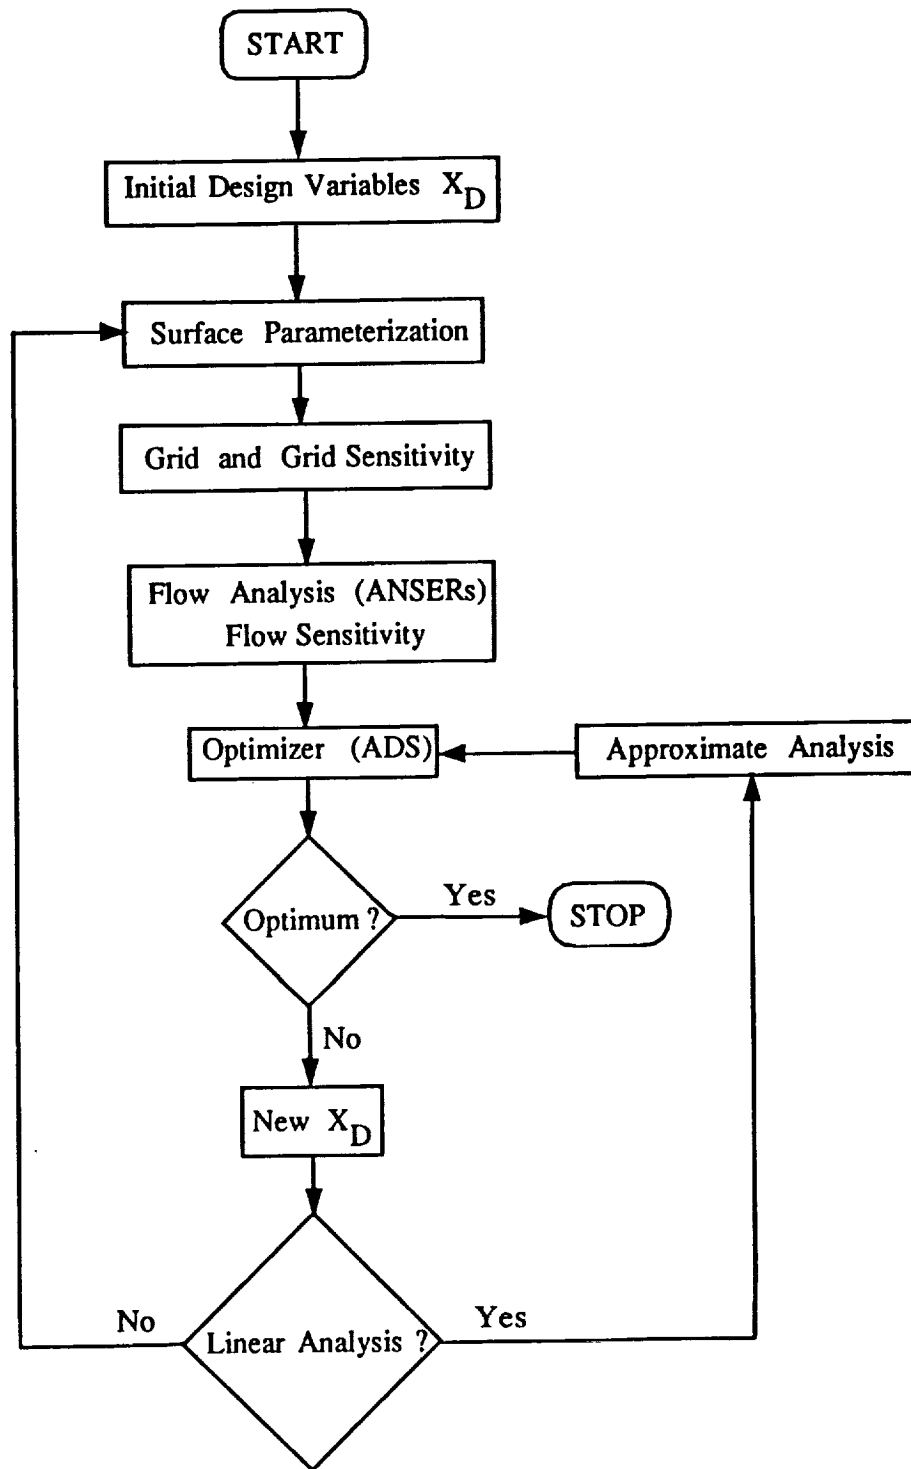 START
Initial Design Variables X_D
Surface Parameterization
Grid and Grid Sensitivity
Flow Analysis (ANSERs)
Flow Sensitivity
Optimizer (ADS)
Approximate Analysis
Optimum ?
Yes
STOP
No
New X_D
No
Linear Analysis ?
Yes